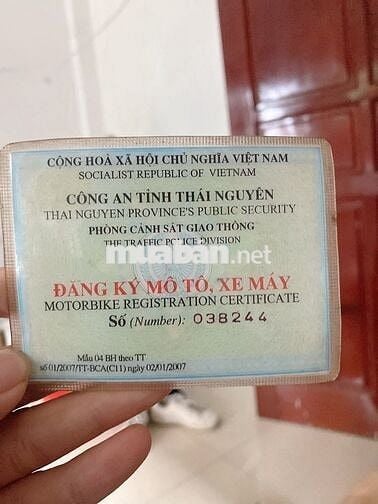 CỘNG HOÀ XÃ HỘI CHỦ NGHĨA VIỆT NAM
SOCIALIST REPUBLIC OF VIETNAM
CÔNG AN TỈNH THÁI NGUYÊN
THAI NGUYEN PROVINCE'S PUBLIC SECURITY
PHÒNG CẢNH SÁT GIAO THÔNG
THE TRAFFIC POLICE DIVISION
muaban.net
ĐĂNG KÝ MÔ TÔ, XE MÁY
MOTORBIKE REGISTRATION CERTIFICATE
Số (Number): 038244
Mẫu 04 BH theo TT
số 01/2007/TT-BCA(C11) ngày 02/01/2007